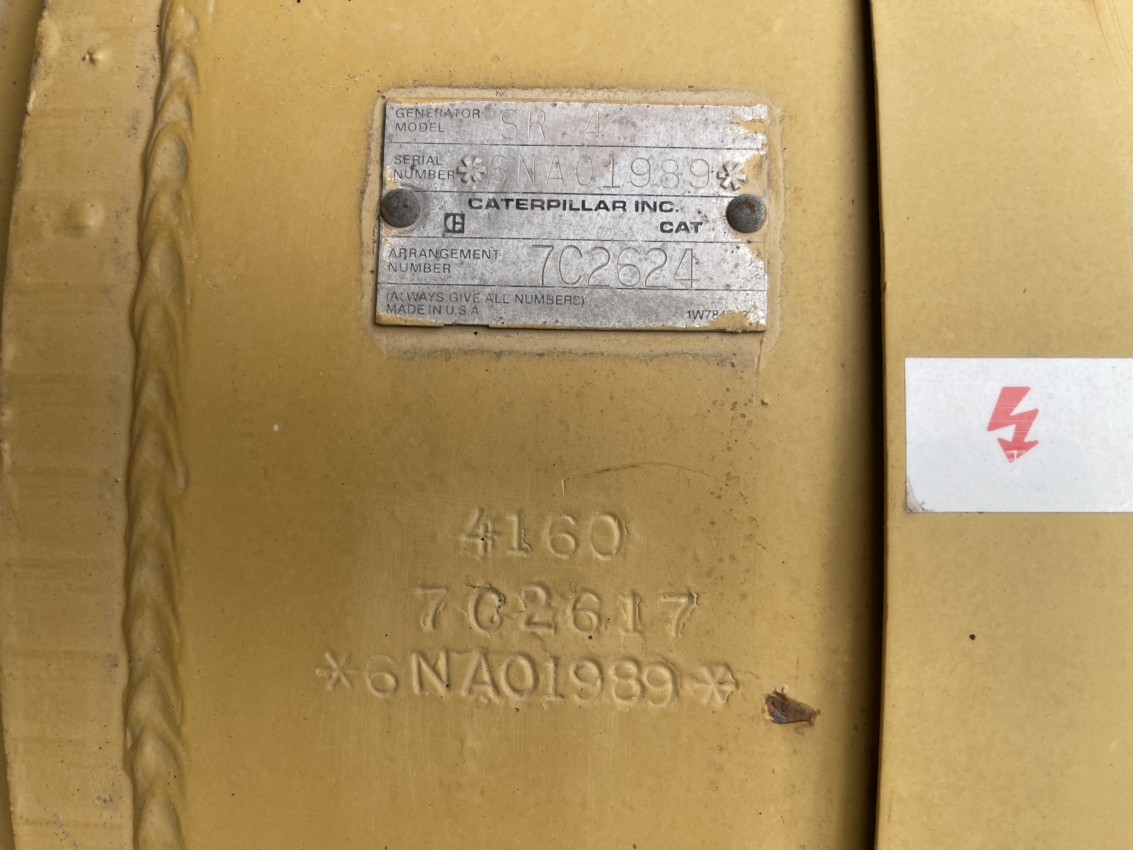 GENERATOR
MODEL SR 4
SERIAL
NUMBER *6NA01989*
CATERPILLAR INC.
CAT
ARRANGEMENT
NUMBER 7C2624
(ALWAYS GIVE ALL NUMBERS)
MADE IN U.S.A.
4160
7C2617
*6NA01989*